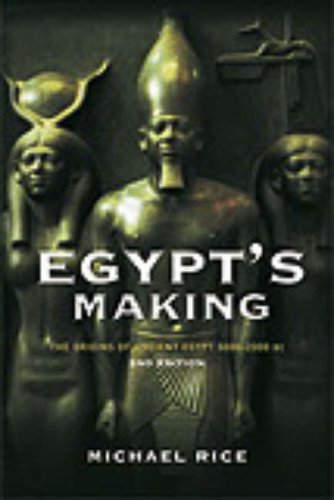 EGYPT'S
MAKING
THE ORIGINS OF ANCIENT EGYPT 5000–2000 BC
2ND EDITION
MICHAEL RICE